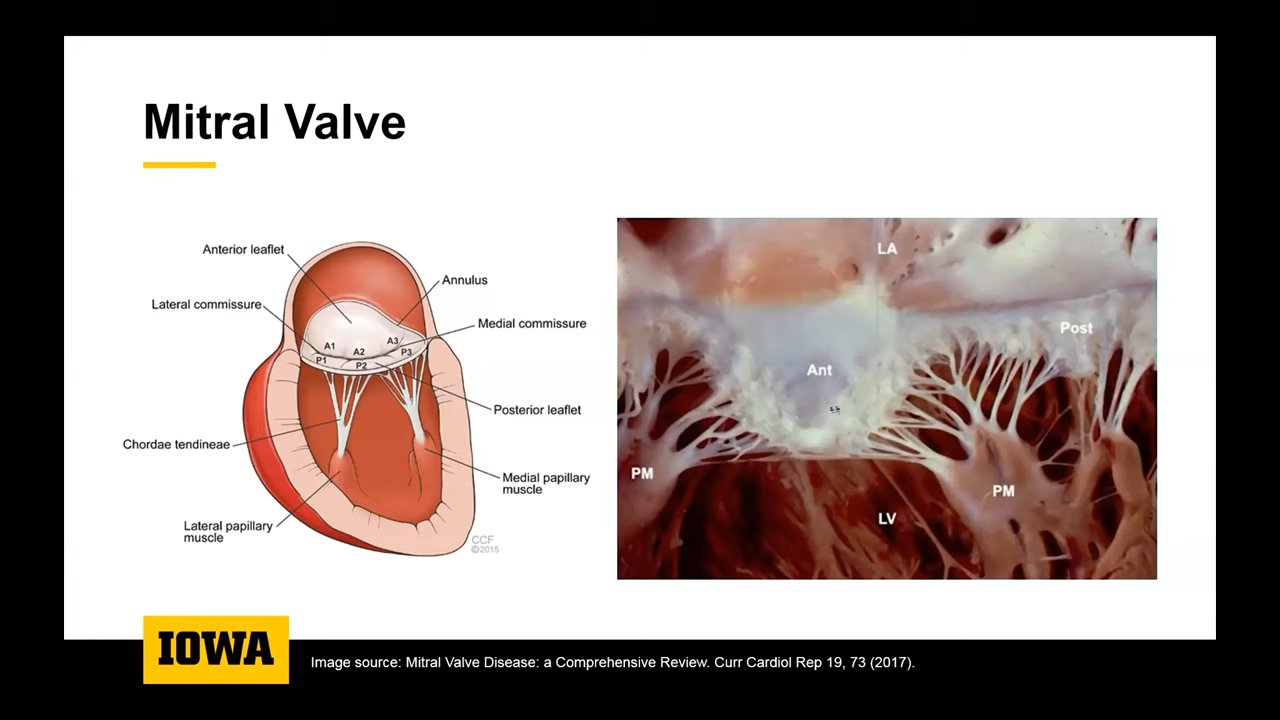 Mitral Valve
Anterior leaflet
Annulus
Lateral commissure
Medial commissure
A1
A2
A3
P1
P2
P3
Posterior leaflet
Chordae tendineae
Medial papillary
muscle
Lateral papillary
muscle
CCF
©2015
LA
Post
Ant
PM
PM
LV
IOWA
Image source: Mitral Valve Disease: a Comprehensive Review. Curr Cardiol Rep 19, 73 (2017).